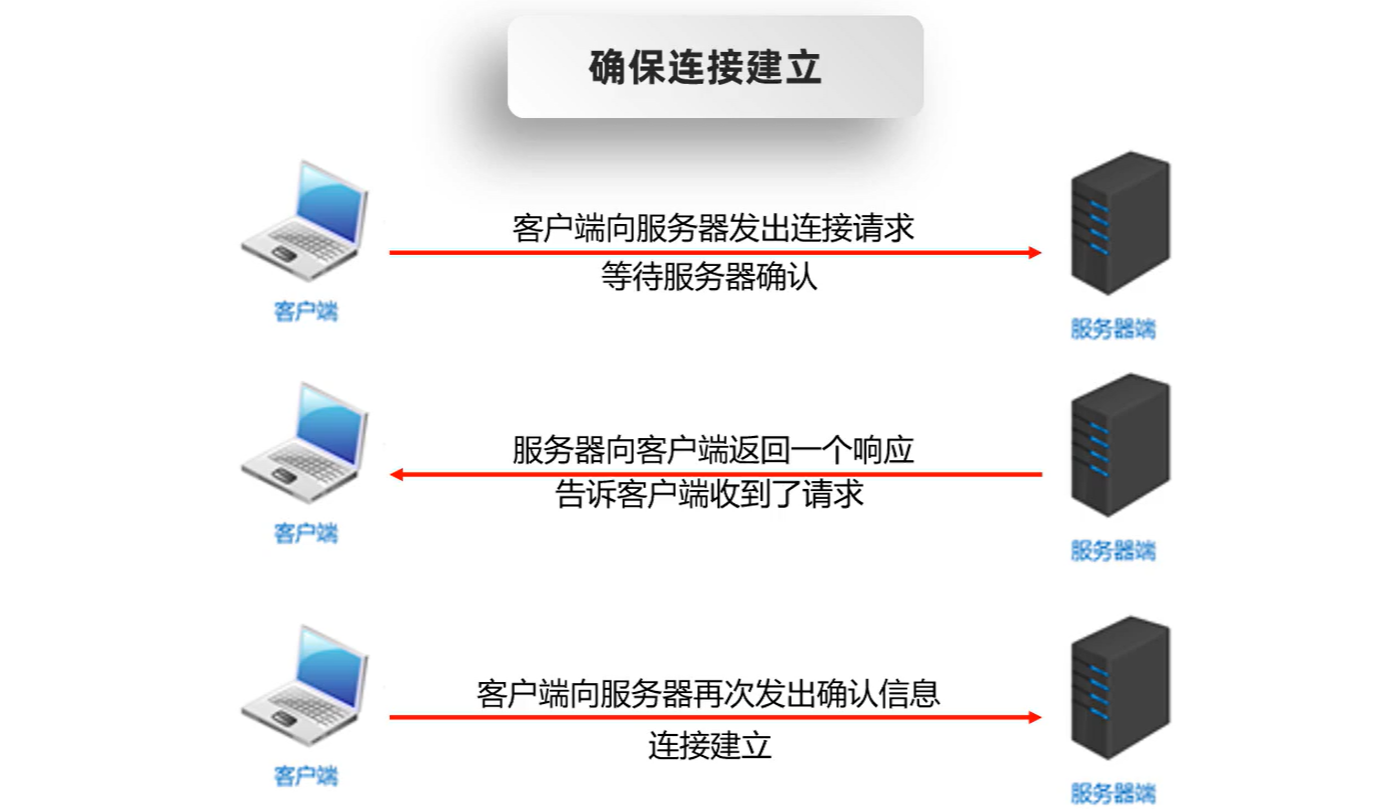 确保连接建立
客户端向服务器发出连接请求
等待服务器确认
客户端
服务器端
服务器向客户端返回一个响应
告诉客户端收到了请求
客户端
服务器端
客户端向服务器再次发出确认信息
连接建立
客户端
服务器端